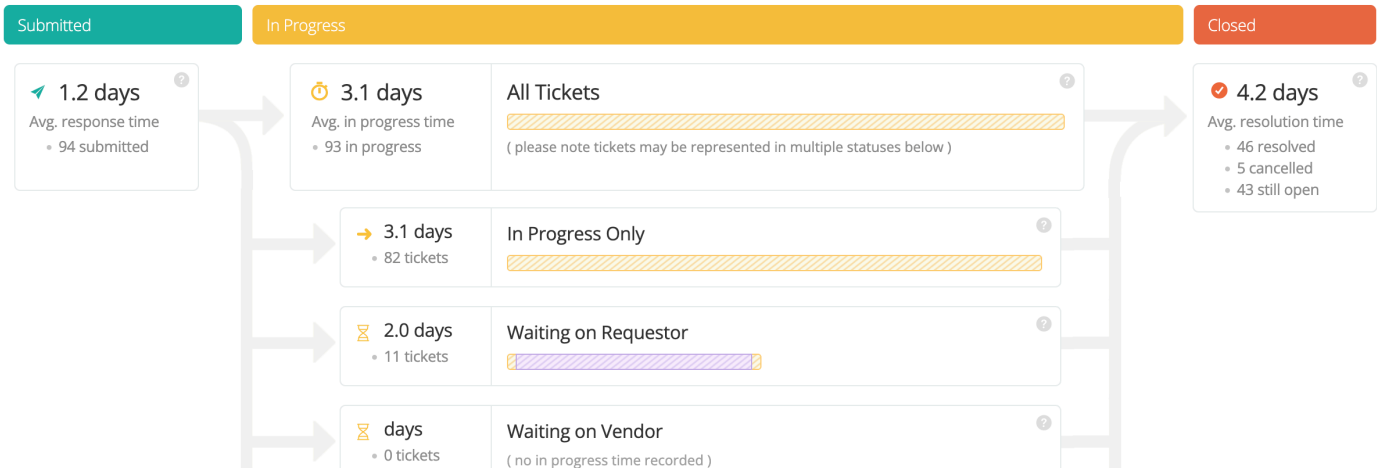 Submitted
In Progress
Closed
1.2 days
?
Avg. response time
94 submitted
3.1 days
Avg. in progress time
93 in progress
All Tickets
?
( please note tickets may be represented in multiple statuses below )
4.2 days
?
Avg. resolution time
46 resolved
5 cancelled
43 still open
3.1 days
82 tickets
In Progress Only
?
2.0 days
11 tickets
Waiting on Requestor
?
days
0 tickets
Waiting on Vendor
?
( no in progress time recorded )